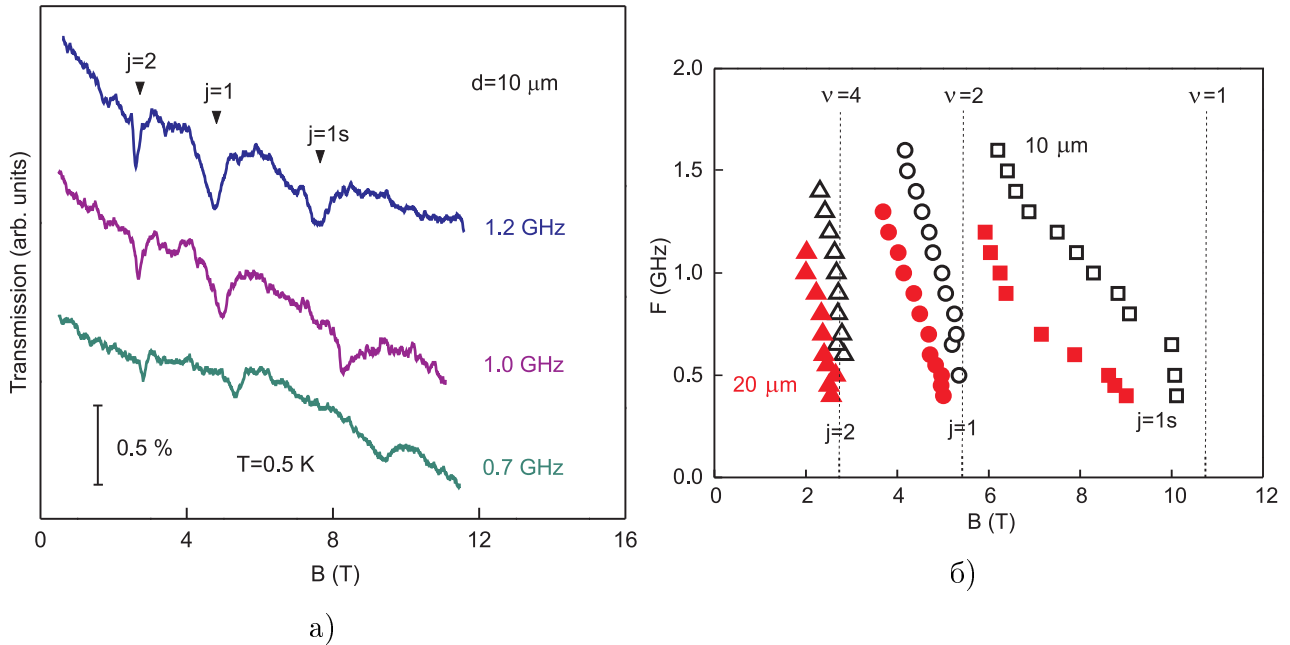 j=2
j=1
j=1s
d=10 μm
1.2 GHz
1.0 GHz
0.7 GHz
0.5 %
T=0.5 K
Transmission (arb. units)
0 4 8 12 16
B (T)
а)
2.0
1.5
1.0
0.5
0.0
F (GHz)
ν=4
ν=2
ν=1
10 μm
20 μm
j=2
j=1
j=1s
0 2 4 6 8 10 12
B (T)
б)